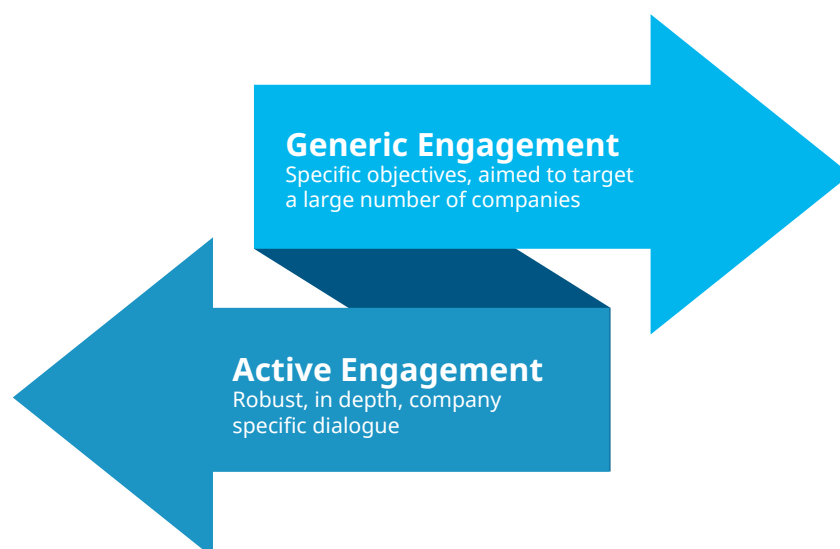 Generic Engagement
Specific objectives, aimed to target
a large number of companies
Active Engagement
Robust, in depth, company
specific dialogue